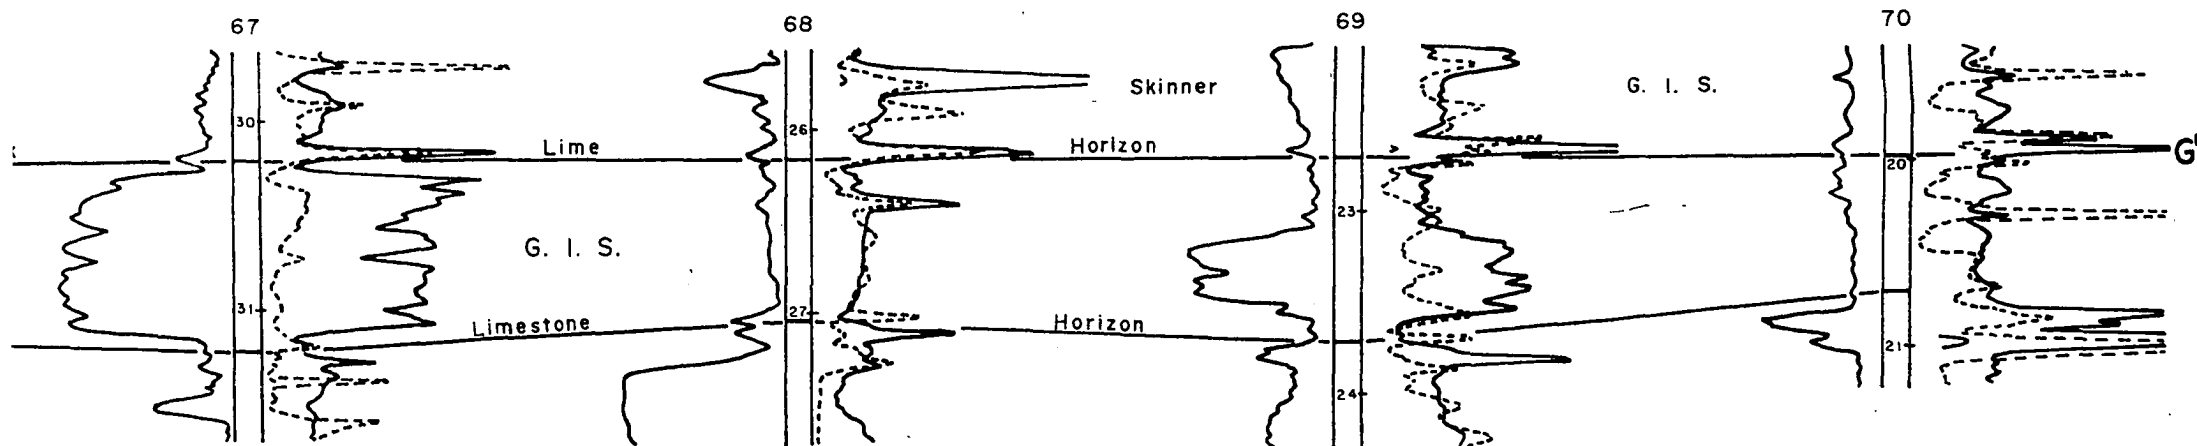 67 68 69 70
Skinner G. I. S.
30 26
Lime Horizon
20 G'
23
G. I. S.
31 27
Limestone Horizon
21
24